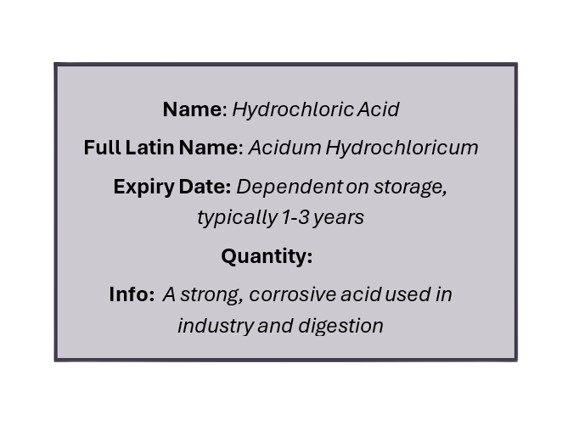 Name: Hydrochloric Acid
Full Latin Name: Acidum Hydrochloricum
Expiry Date: Dependent on storage,
typically 1-3 years
Quantity:
Info: A strong, corrosive acid used in
industry and digestion